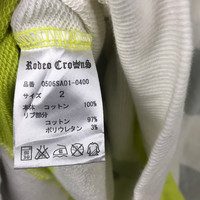 Rodeo Crowns
品番 0506SA01-0400
サイズ 2
本体 コットン 100%
リブ部分
コットン 97%
ポリウレタン 3%